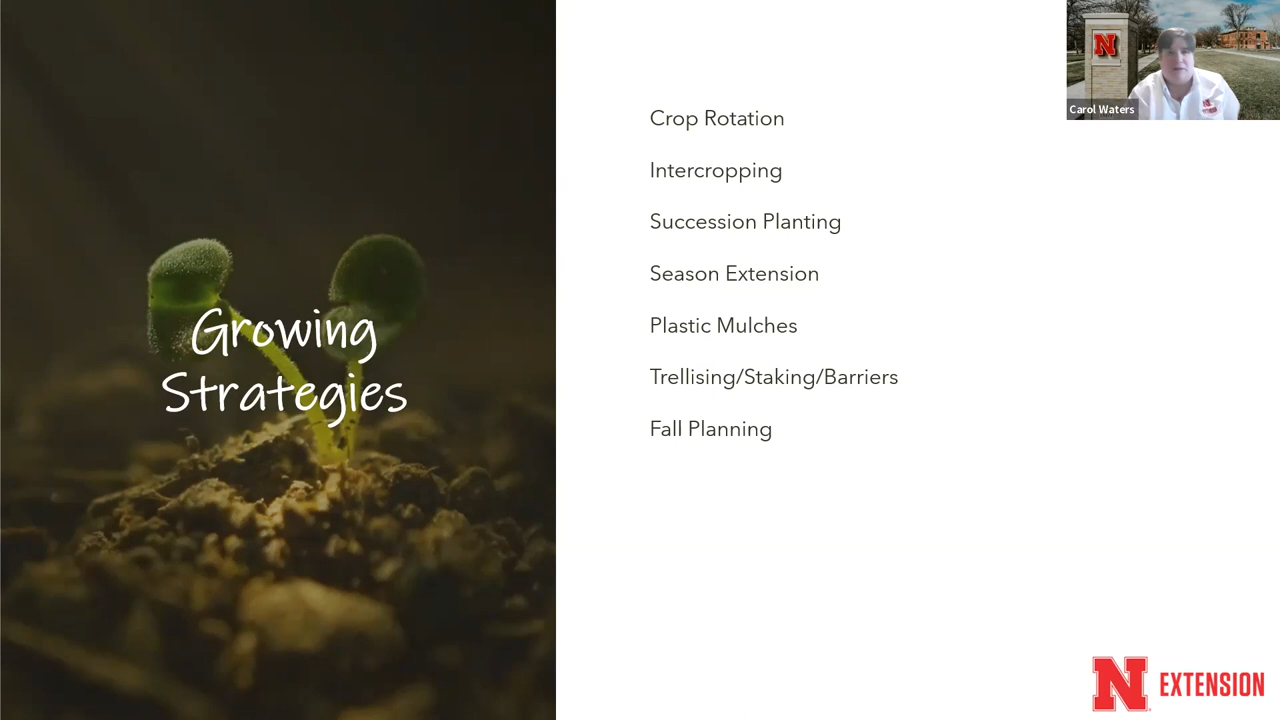 Growing
Strategies
Crop Rotation
Intercropping
Succession Planting
Season Extension
Plastic Mulches
Trellising/Staking/Barriers
Fall Planning
N
Carol Waters
N EXTENSION